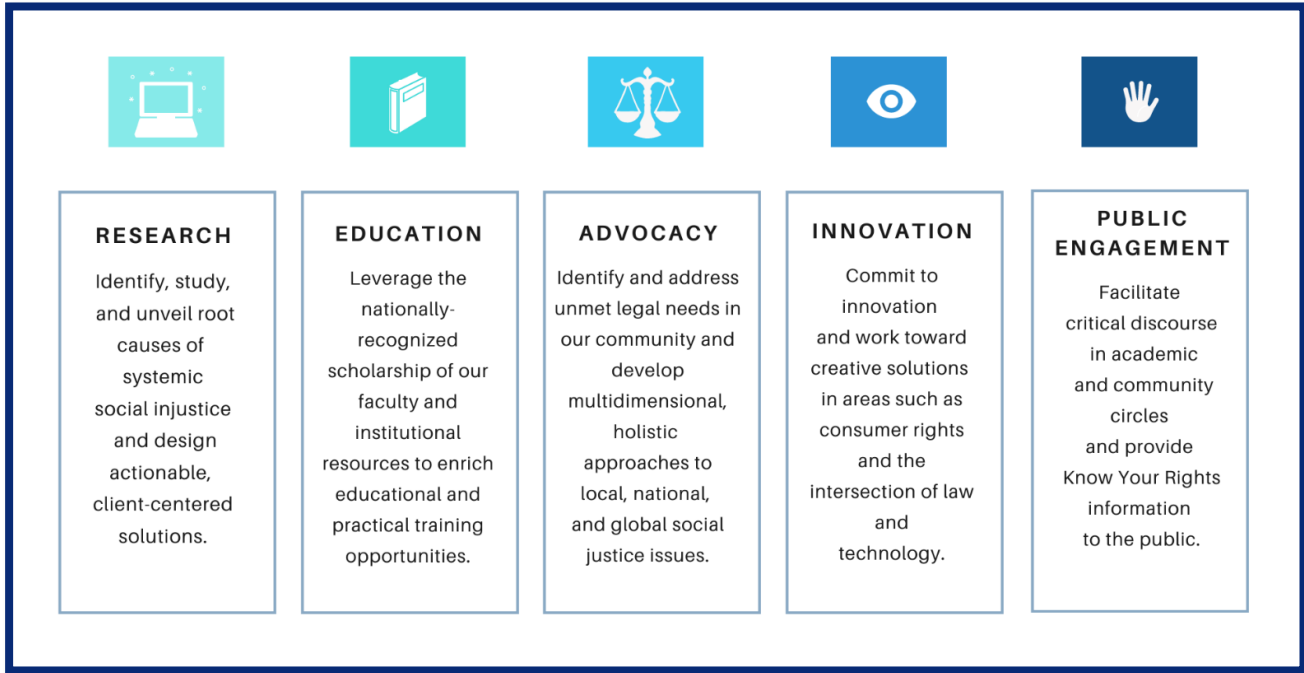 RESEARCH
Identify, study,
and unveil root
causes of
systemic
social injustice
and design
actionable,
client-centered
solutions.
EDUCATION
Leverage the
nationally-
recognized
scholarship of our
faculty and
institutional
resources to enrich
educational and
practical training
opportunities.
ADVOCACY
Identify and address
unmet legal needs in
our community and
develop
multidimensional,
holistic
approaches to
local, national,
and global social
justice issues.
INNOVATION
Commit to
innovation
and work toward
creative solutions
in areas such as
consumer rights
and the
intersection of law
and
technology.
PUBLIC
ENGAGEMENT
Facilitate
critical discourse
in academic
and community
circles
and provide
Know Your Rights
information
to the public.